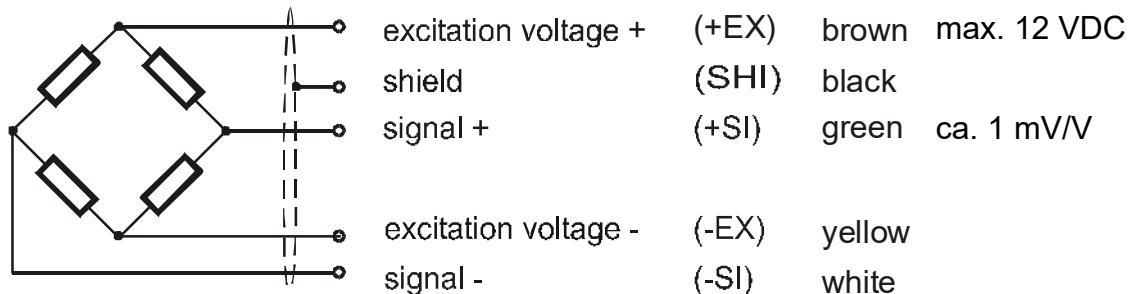 excitation voltage + (+EX) brown max. 12 VDC
shield (SHI) black
signal + (+SI) green ca. 1 mV/V
excitation voltage - (-EX) yellow
signal - (-SI) white